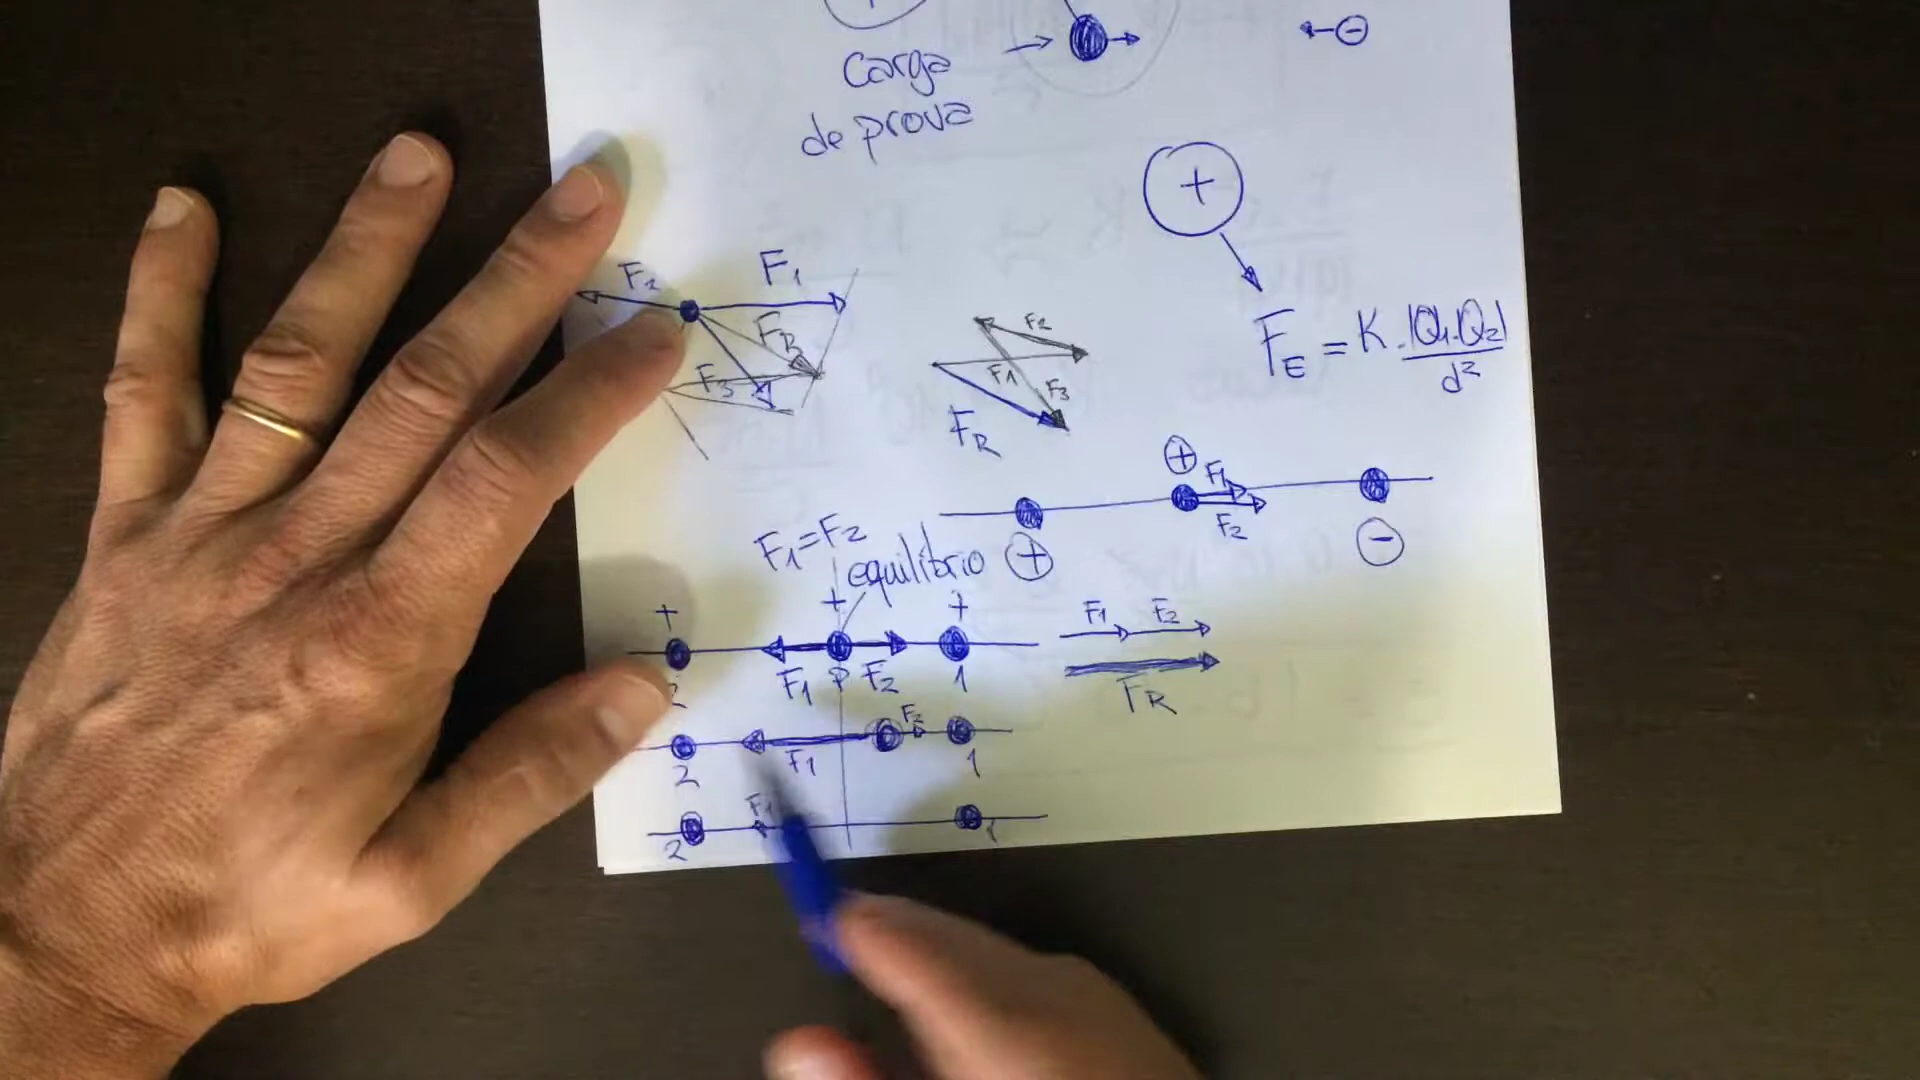 +
⊖
Carga
de prova
+
F2
F1
FR
F3
F2
F1
F3
FR
FE = K . |Q1.Q2| / d²
+
F1
F2
+
-
F1=F2
equilíbrio
+ + +
F1 P F2 1
F1 F2
FR
F2
2 F1 1
F1
2 1